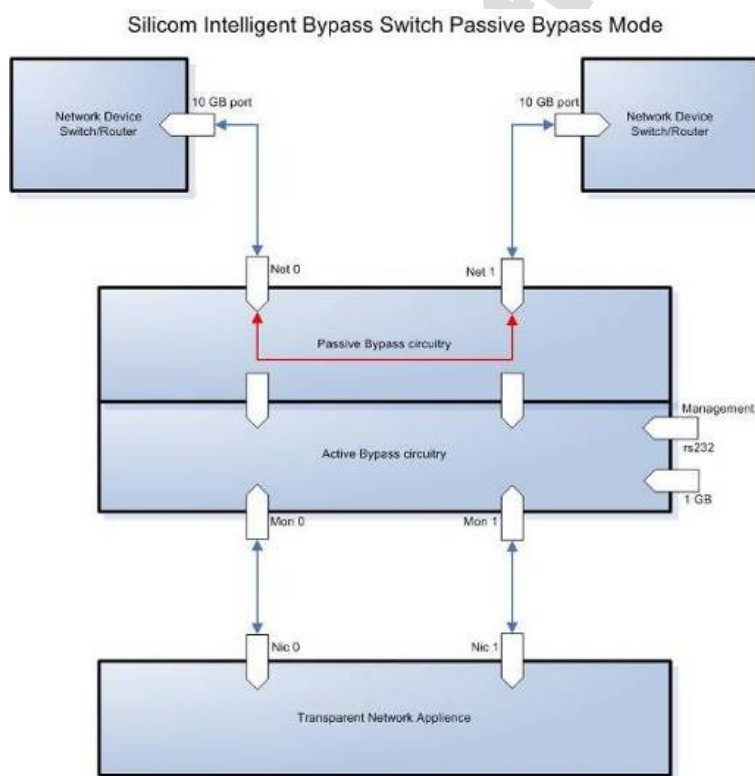 Silicom Intelligent Bypass Switch Passive Bypass Mode
10 GB port
10 GB port
Network Device
Switch/Router
Network Device
Switch/Router
Net 0
Net 1
Passive Bypass circuitry
Management
rs232
Active Bypass circuitry
1 GB
Mon 0
Mon 1
Nic 0
Nic 1
Transparent Network Applience